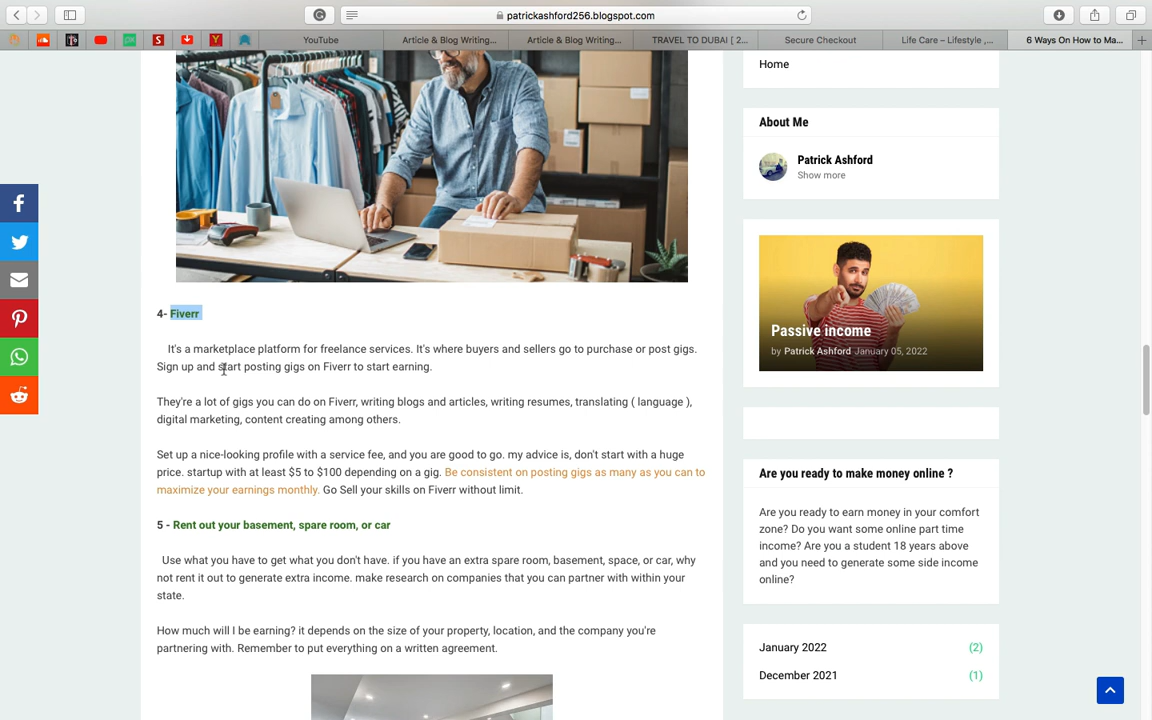 patrickashford256.blogspot.com
YouTube
Article & Blog Writing...
Article & Blog Writing...
TRAVEL TO DUBAI [ 2...
Secure Checkout
Life Care – Lifestyle ,...
6 Ways On How to Ma...
4- Fiverr
It's a marketplace platform for freelance services. It's where buyers and sellers go to purchase or post gigs.
Sign up and start posting gigs on Fiverr to start earning.
They're a lot of gigs you can do on Fiverr, writing blogs and articles, writing resumes, translating ( language ),
digital marketing, content creating among others.
Set up a nice-looking profile with a service fee, and you are good to go. my advice is, don't start with a huge
price. startup with at least $5 to $100 depending on a gig. Be consistent on posting gigs as many as you can to
maximize your earnings monthly. Go Sell your skills on Fiverr without limit.
5 - Rent out your basement, spare room, or car
Use what you have to get what you don't have. if you have an extra spare room, basement, space, or car, why
not rent it out to generate extra income. make research on companies that you can partner with within your
state.
How much will I be earning? it depends on the size of your property, location, and the company you're
partnering with. Remember to put everything on a written agreement.
Home
About Me
Patrick Ashford
Show more
Passive income
by Patrick Ashford January 05, 2022
Are you ready to make money online ?
Are you ready to earn money in your comfort
zone? Do you want some online part time
income? Are you a student 18 years above
and you need to generate some side income
online?
January 2022 (2)
December 2021 (1)